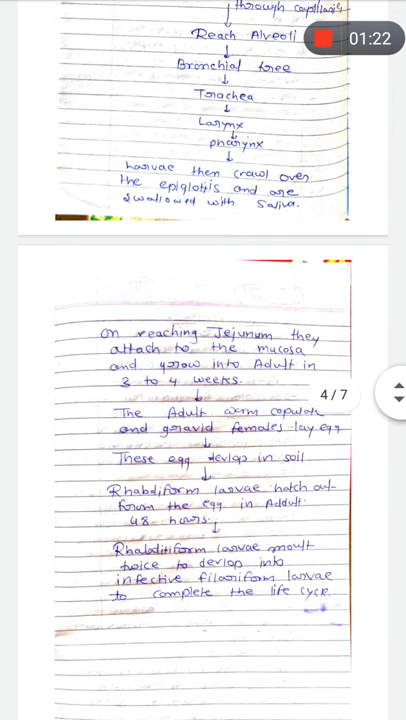 through capillaris
↓
Reach Alveoli
01:22
↓
Bronchial tree
↓
Trachea
↓
Larynx
↓
pharynx
↓
Larvae then crawl over
the epiglottis and are
swallowed with Saliva.
On reaching Jejunum they
attach to the mucosa
and grow into Adult in
3 to 4 weeks.
4/7
↓
The Adult worm copulate
and gravid females lay egg
↓
These egg devlop in soil
↓
Rhabdiform larvae hatch out
from the egg in Addult
48 hours.
↓
Rhabditiform larvae moult
twice to devlop into
infective filariform larvae
to complete the life cycle.